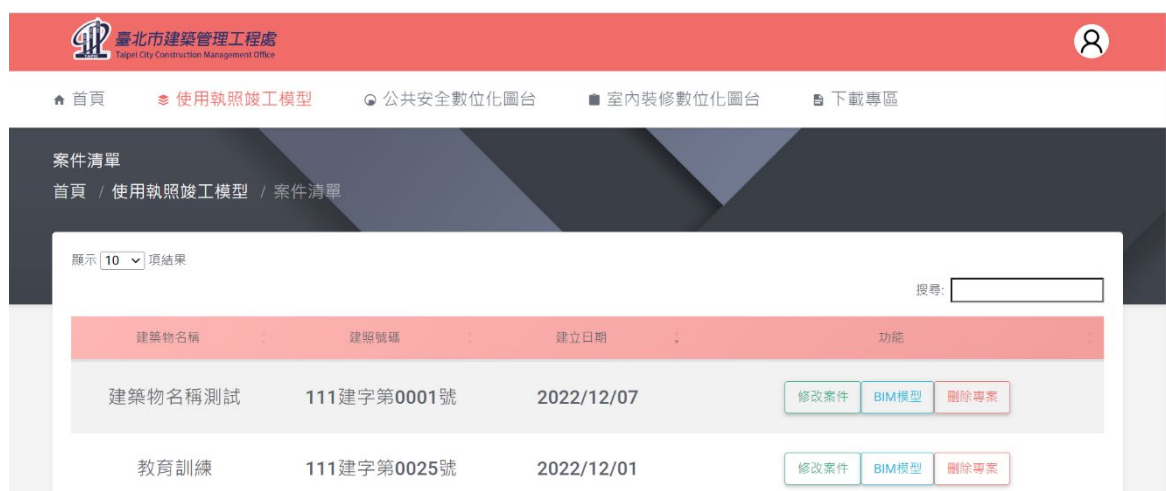 臺北市建築管理工程處
Taipei City Construction Management Office
首頁 使用執照竣工模型 公共安全數位化圖台 室內裝修數位化圖台 下載專區
案件清單
首頁 / 使用執照竣工模型 / 案件清單
顯示 10 項結果
搜尋:
建築物名稱 建照號碼 建立日期 功能
建築物名稱測試 111建字第0001號 2022/12/07 修改案件 BIM模型 刪除專案
教育訓練 111建字第0025號 2022/12/01 修改案件 BIM模型 刪除專案